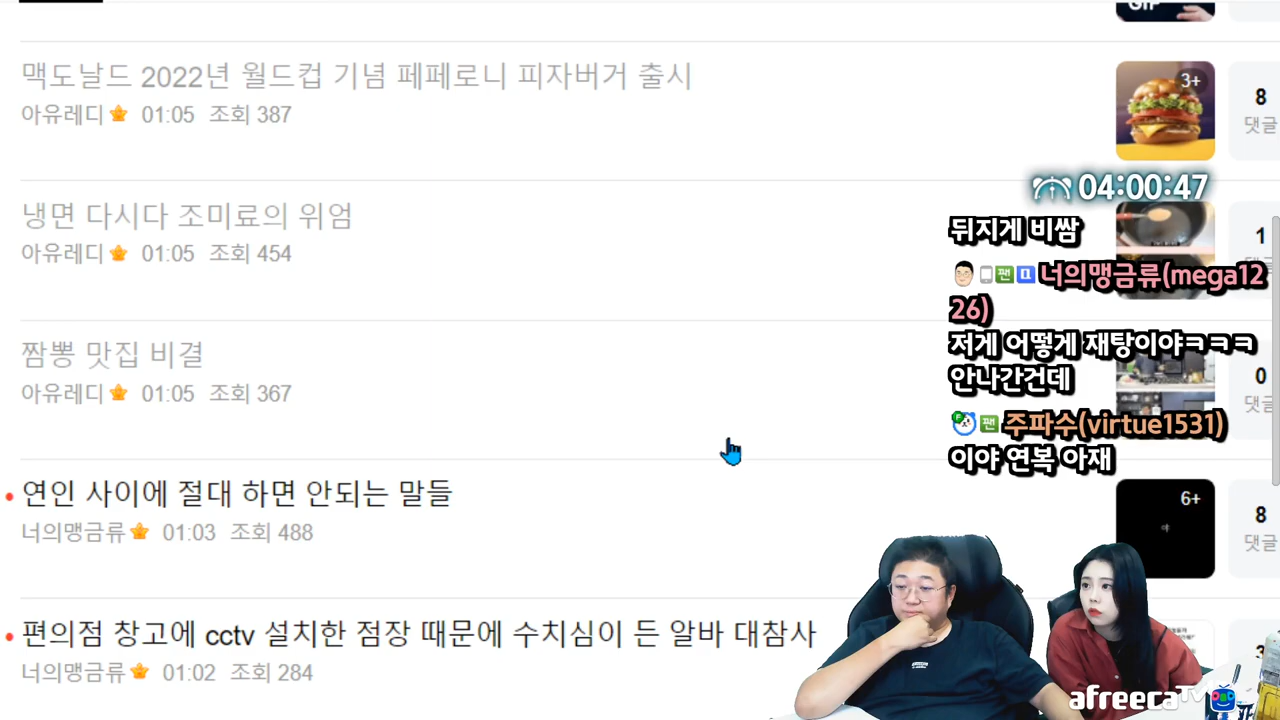 GIF
맥도날드 2022년 월드컵 기념 페페로니 피자버거 출시
아유레디 01:05 조회 387
3+
8
댓글
04:00:47
냉면 다시다 조미료의 위엄
아유레디 01:05 조회 454
1
뒤지게 비쌈
너의맹금류(mega12
26)
저게 어떻게 재탕이야ㅋㅋㅋ
안나간건데
짬뽕 맛집 비결
아유레디 01:05 조회 367
0
댓글
주파수(virtue1531)
이야 연복 아재
연인 사이에 절대 하면 안되는 말들
너의맹금류 01:03 조회 488
6+
야
8
댓글
편의점 창고에 cctv 설치한 점장 때문에 수치심이 든 알바 대참사
너의맹금류 01:02 조회 284
afreecaTV